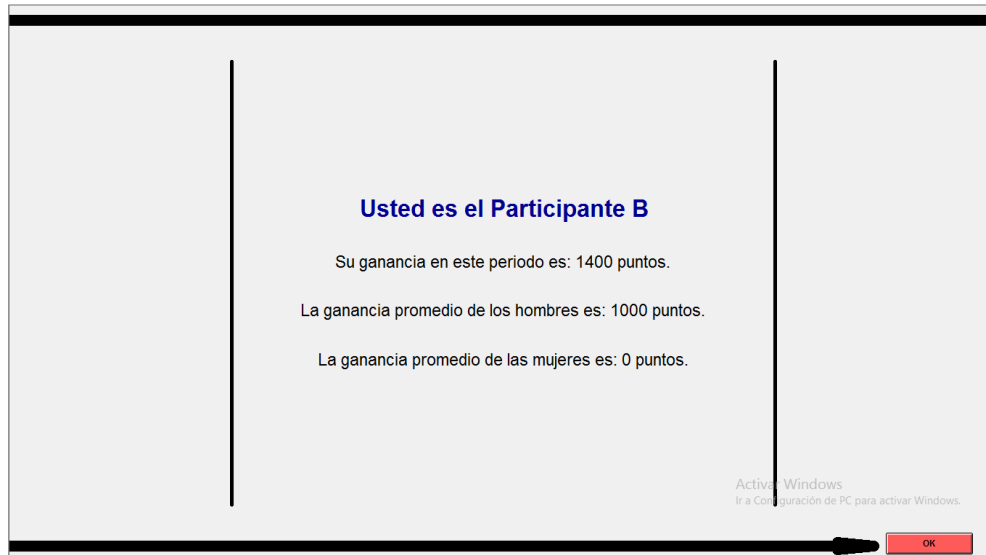 Usted es el Participante B
Su ganancia en este periodo es: 1400 puntos.
La ganancia promedio de los hombres es: 1000 puntos.
La ganancia promedio de las mujeres es: 0 puntos.
Activar Windows
Ir a Configuración de PC para activar Windows.
OK